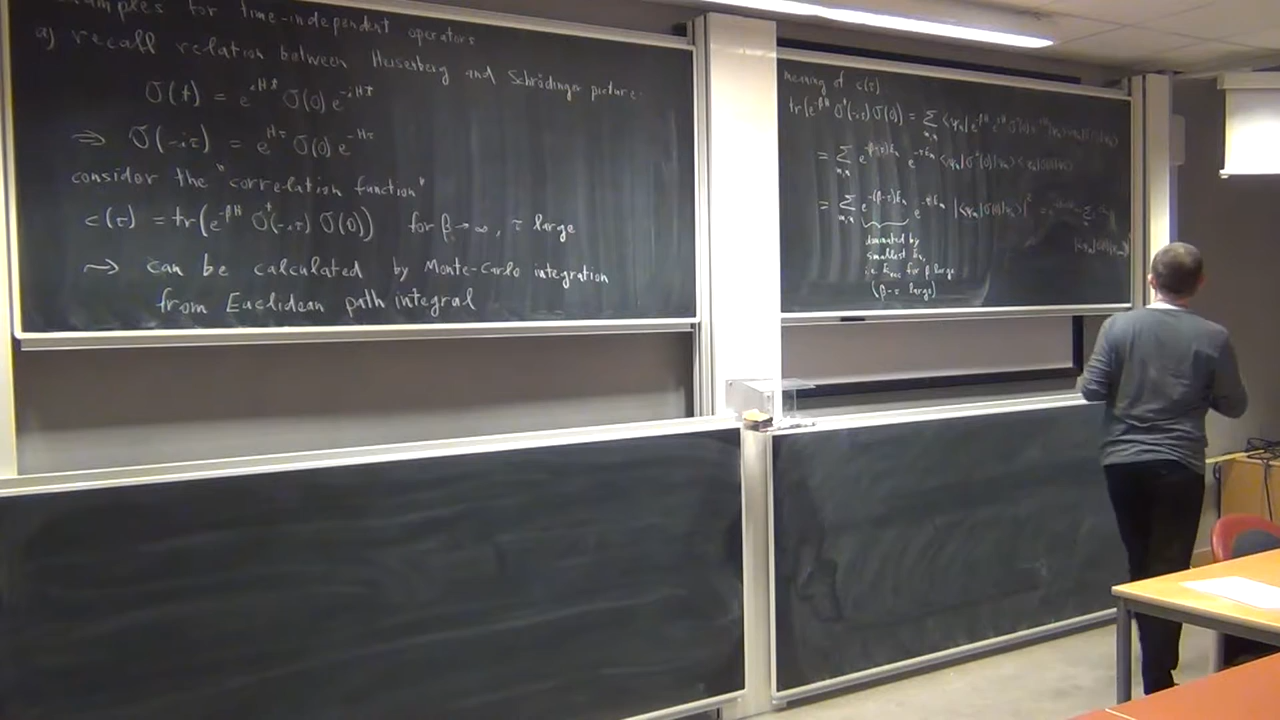 amples for time-independent operators
a) recall relation between Heisenberg and Schrödinger picture.
O(t) = e^{iHt} O(0) e^{-iHt}
⇒ O(-iτ) = e^{Hτ} O(0) e^{-Hτ}
consider the "correlation function"
c(τ) = tr(e^{-βH} O^†(-iτ) O(0)) for β→∞, τ large
⇝ can be calculated by Monte-Carlo integration
from Euclidean path integral
meaning of c(τ)
tr(e^{-βH} O^†(-iτ) O(0)) = Σ_{m,n} <ψ_n| e^{-βH} e^{Hτ} O^†(0)
= Σ_{m,n} e^{-(β-τ)E_n} e^{-τE_m} <ψ_n|O^†(0)|ψ_m>
= Σ_{m,n} e^{-(β-τ)E_n} e^{-τE_m} |<ψ_m|O(0)|ψ_n>|^2
dominated by
smallest E_n,
i.e. E_vac for β large
(β-τ large)